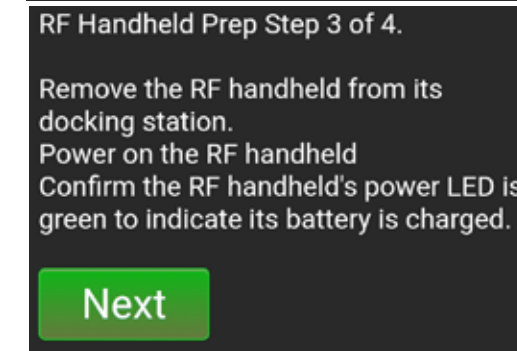 RF Handheld Prep Step 3 of 4.
Remove the RF handheld from its
docking station.
Power on the RF handheld
Confirm the RF handheld's power LED is
green to indicate its battery is charged.
Next